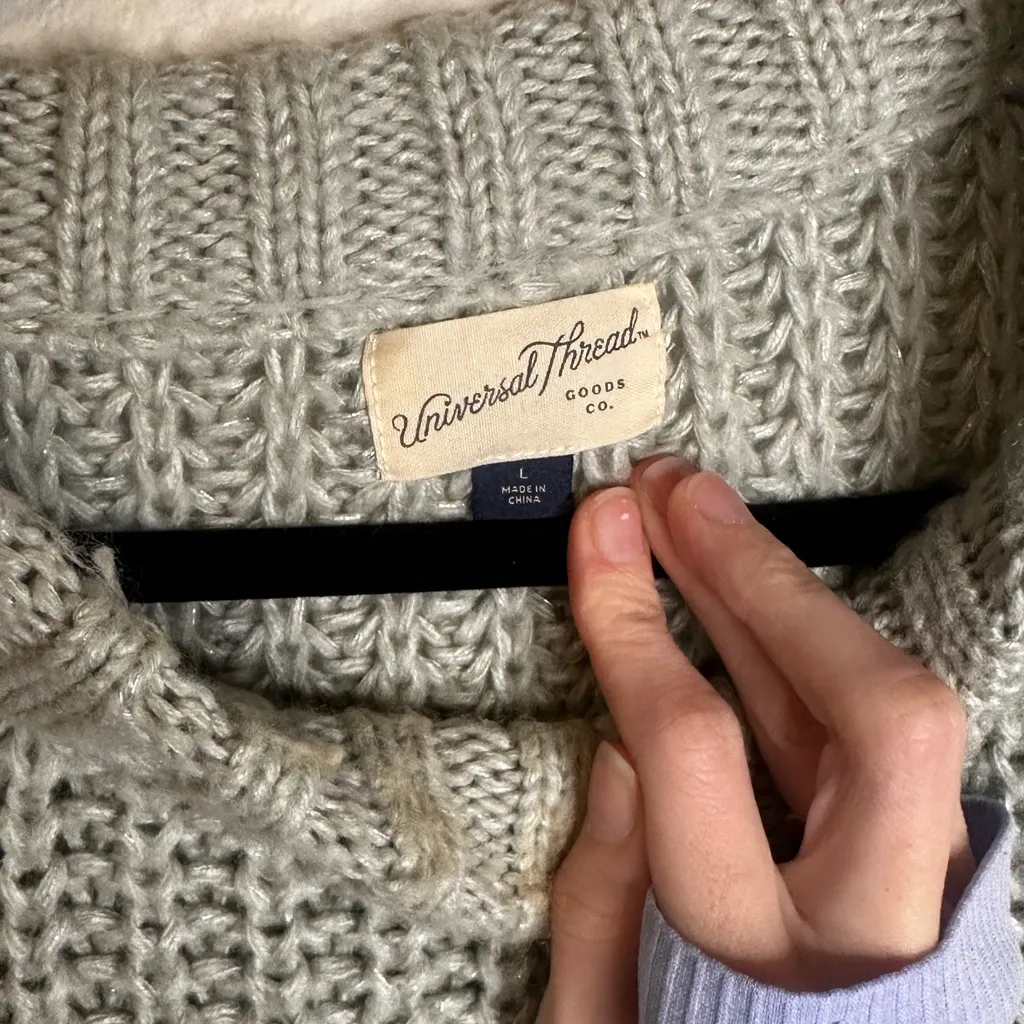 Universal Thread™
GOODS
CO.
L
MADE IN
CHINA